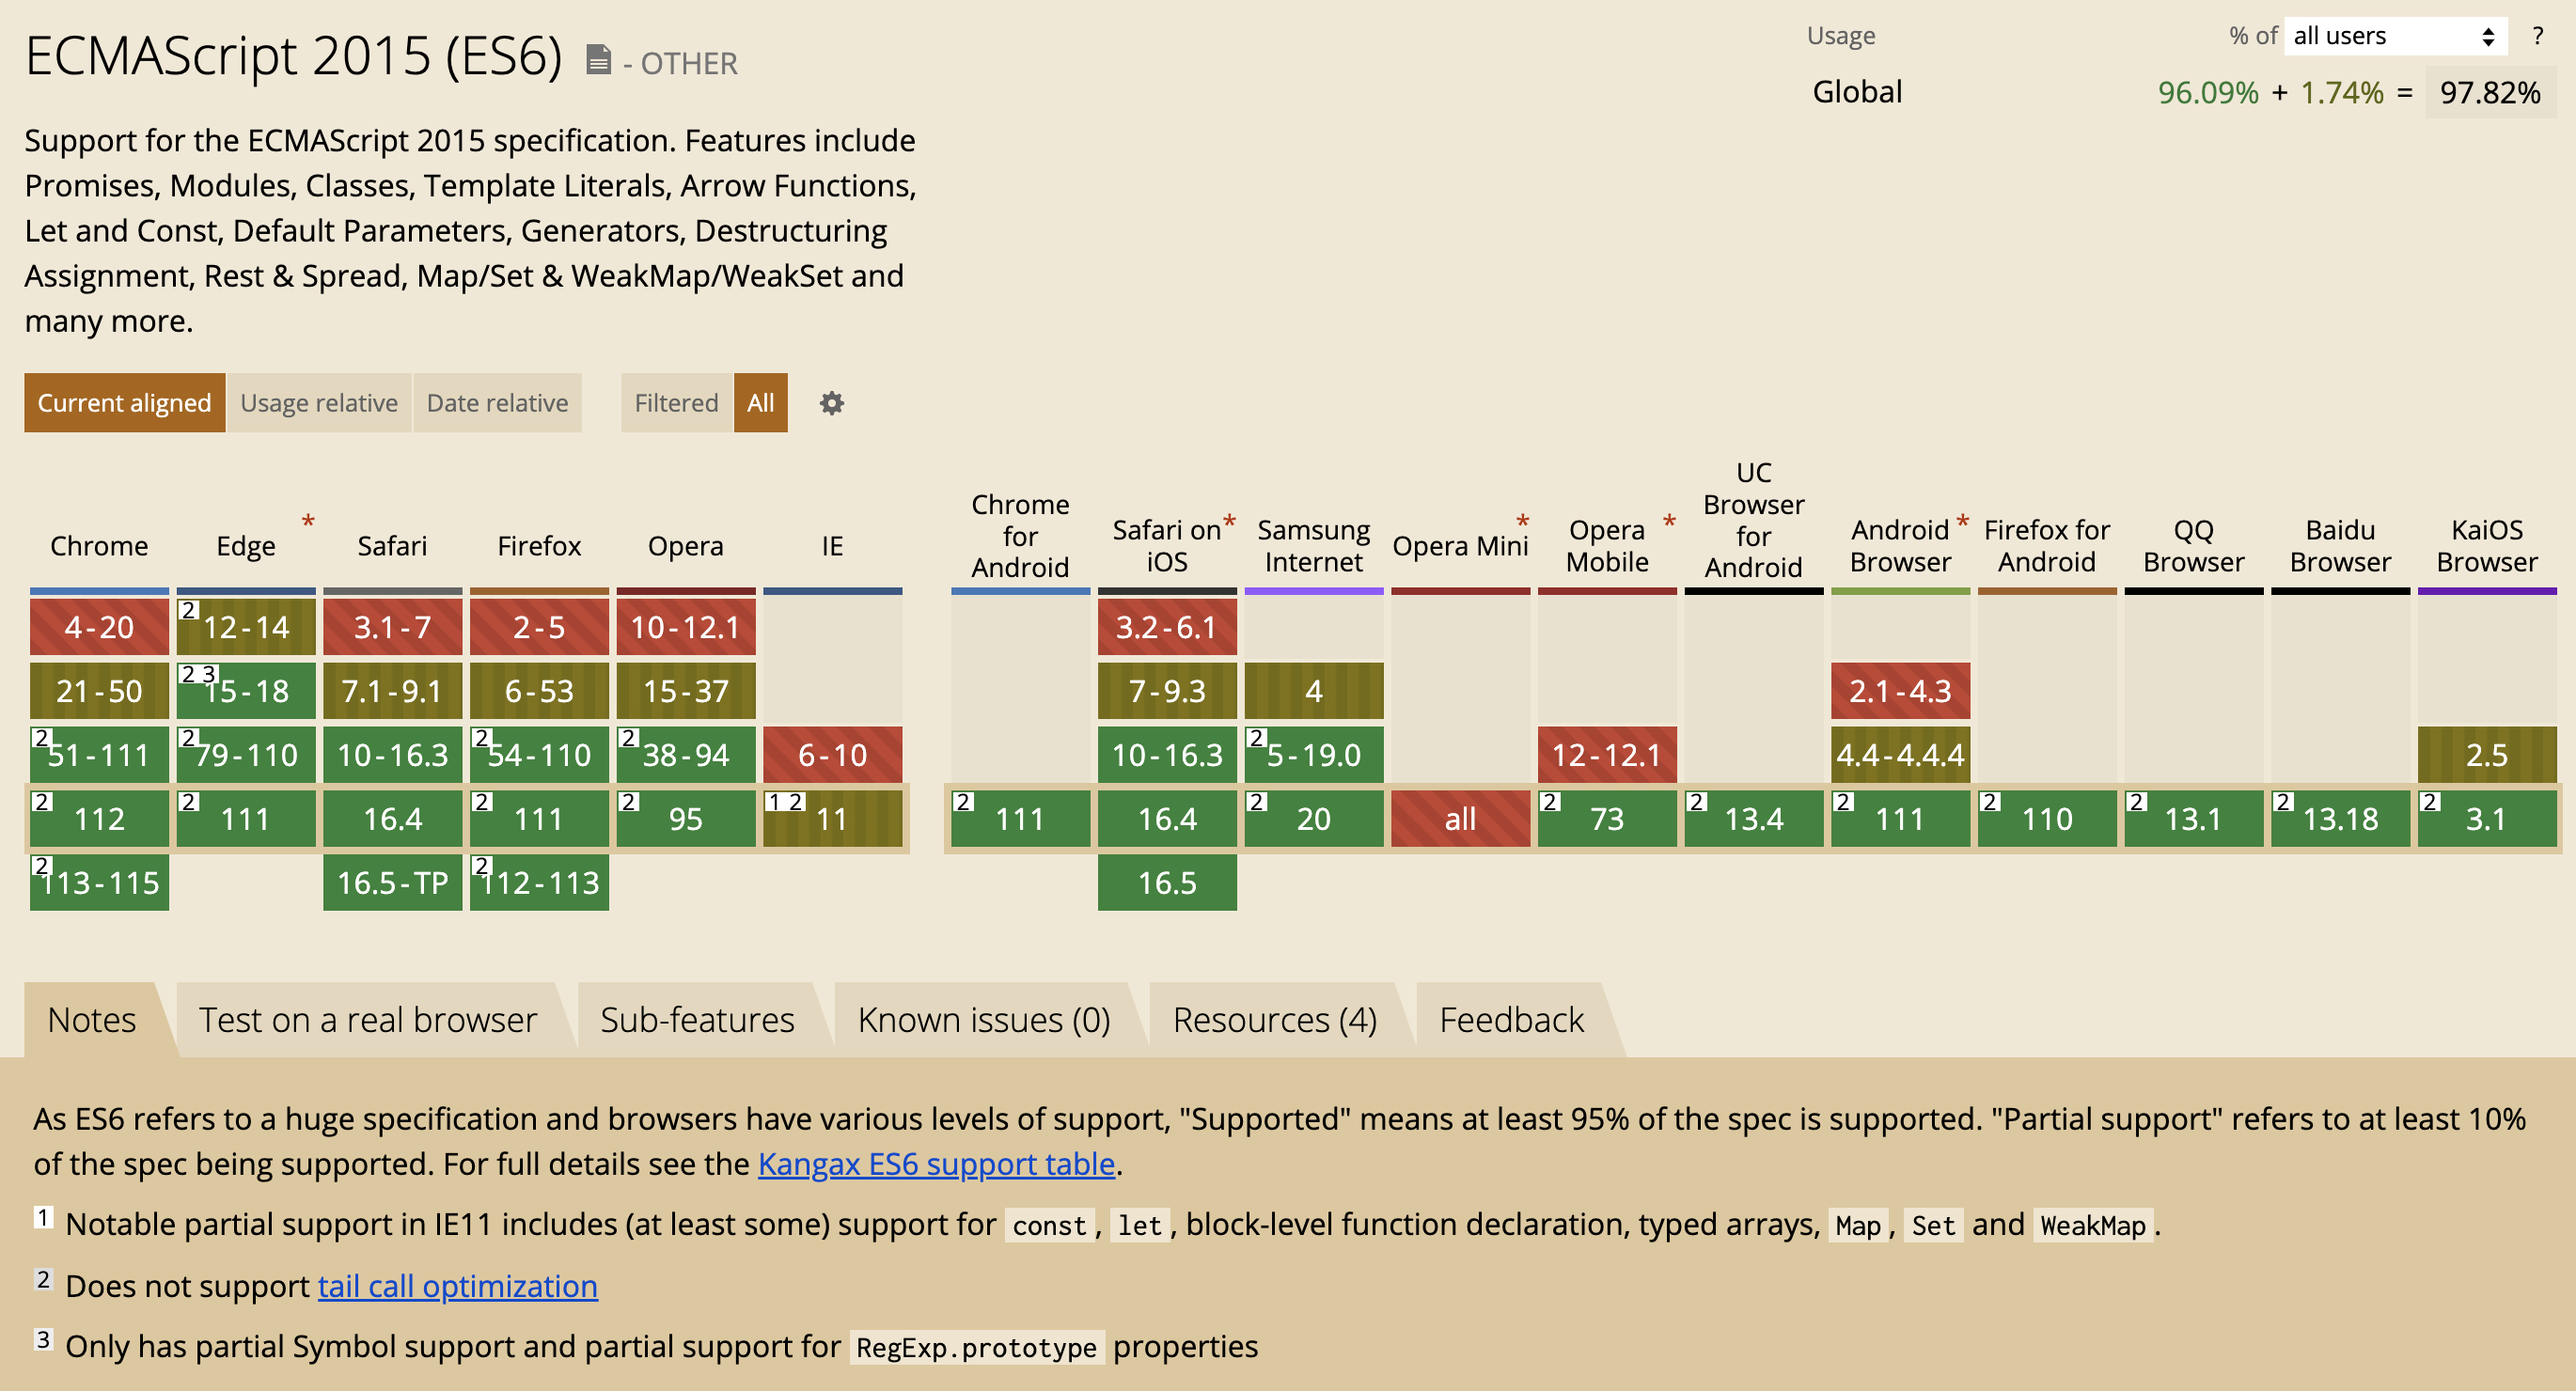 ECMAScript 2015 (ES6) - OTHER
Usage % of all users ?
Global 96.09% + 1.74% = 97.82%
Support for the ECMAScript 2015 specification. Features include
Promises, Modules, Classes, Template Literals, Arrow Functions,
Let and Const, Default Parameters, Generators, Destructuring
Assignment, Rest & Spread, Map/Set & WeakMap/WeakSet and
many more.
Current aligned Usage relative Date relative Filtered All
Chrome Edge * Safari Firefox Opera IE Chrome for Android Safari on iOS * Samsung Internet Opera Mini * Opera Mobile * UC Browser for Android Android Browser * Firefox for Android QQ Browser Baidu Browser KaiOS Browser
4-20 2 12-14 3.1-7 2-5 10-12.1 3.2-6.1
21-50 2 3 15-18 7.1-9.1 6-53 15-37 7-9.3 4 2.1-4.3
2 51-111 2 79-110 10-16.3 2 54-110 2 38-94 6-10 10-16.3 2 5-19.0 12-12.1 4.4-4.4.4 2.5
2 112 2 111 16.4 2 111 2 95 1 2 11 2 111 16.4 2 20 all 2 73 2 13.4 2 111 2 110 2 13.1 2 13.18 2 3.1
2 113-115 16.5-TP 2 112-113 16.5
Notes Test on a real browser Sub-features Known issues (0) Resources (4) Feedback
As ES6 refers to a huge specification and browsers have various levels of support, "Supported" means at least 95% of the spec is supported. "Partial support" refers to at least 10%
of the spec being supported. For full details see the Kangax ES6 support table.
1 Notable partial support in IE11 includes (at least some) support for const, let, block-level function declaration, typed arrays, Map, Set and WeakMap.
2 Does not support tail call optimization
3 Only has partial Symbol support and partial support for RegExp.prototype properties